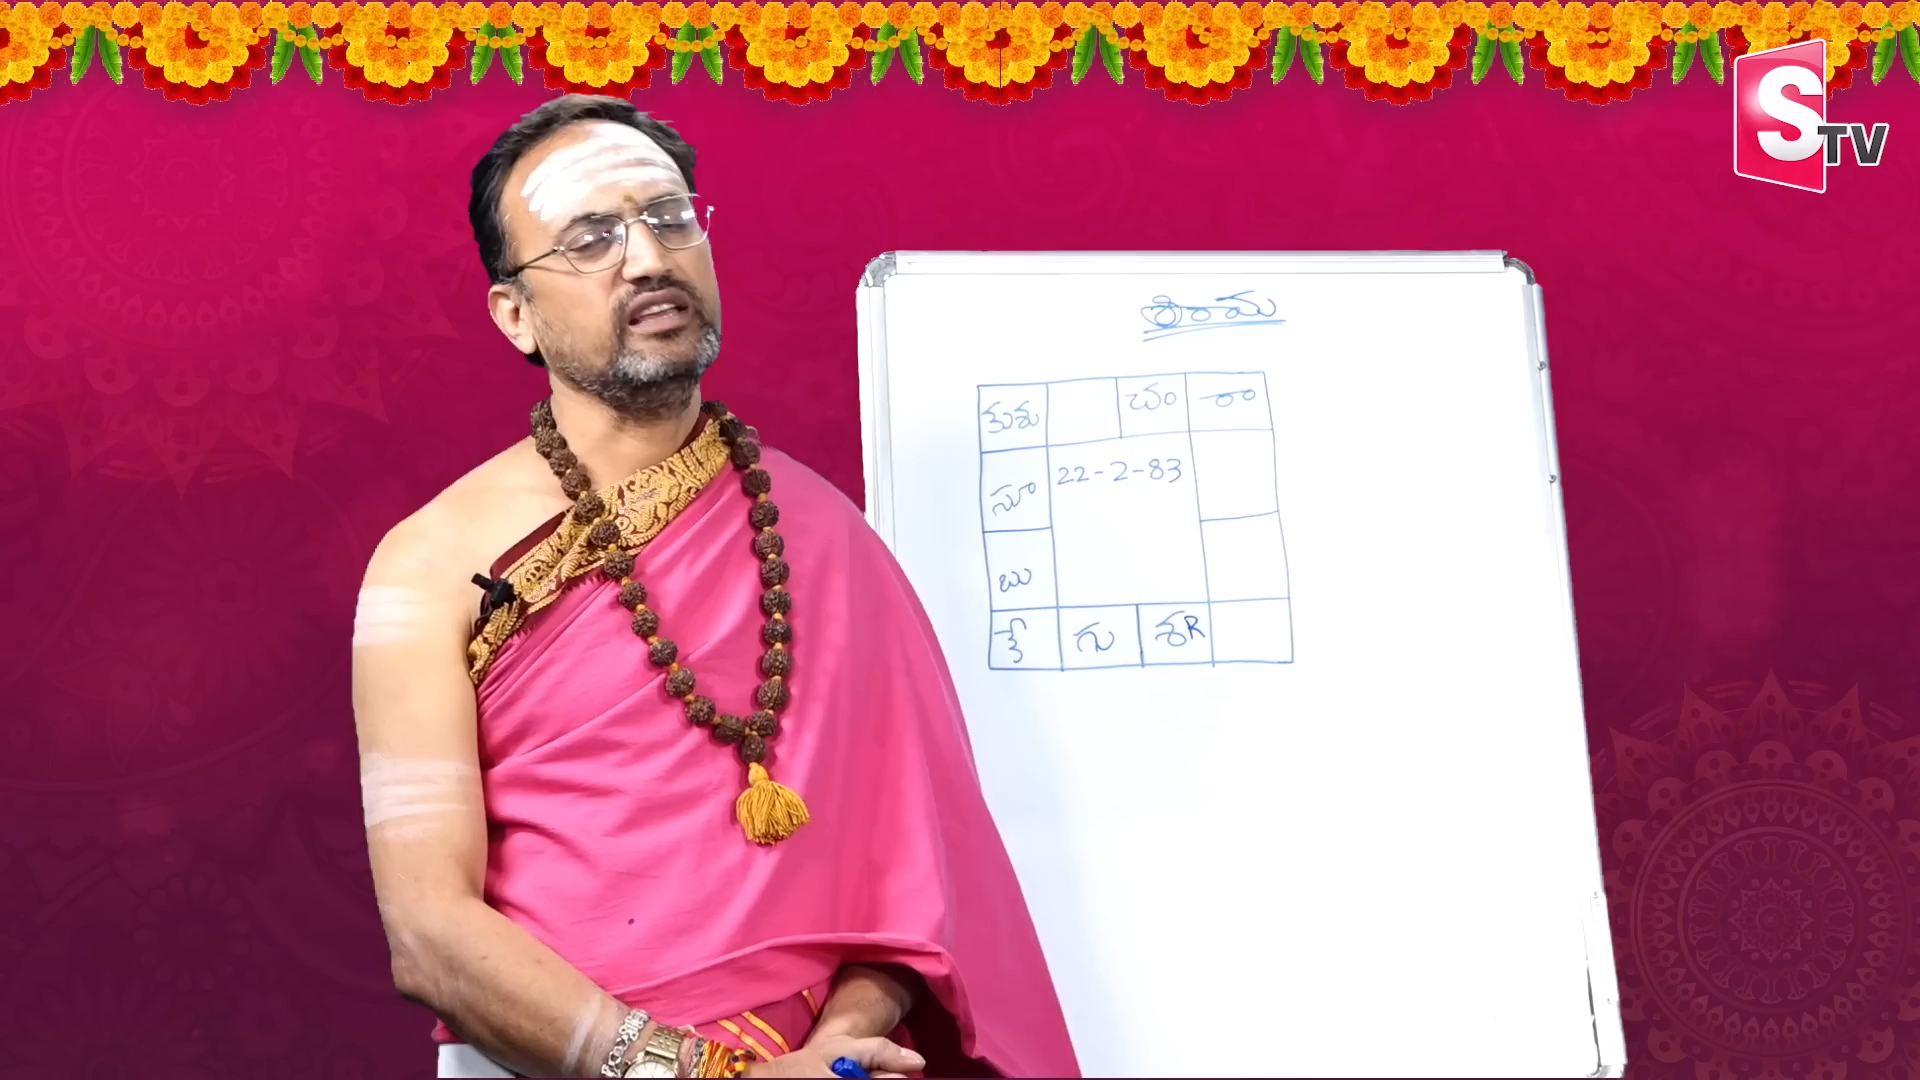 STV
శ్రీరామ
కుశు చం రా
సూ 22-2-83
బు
కే గు శR